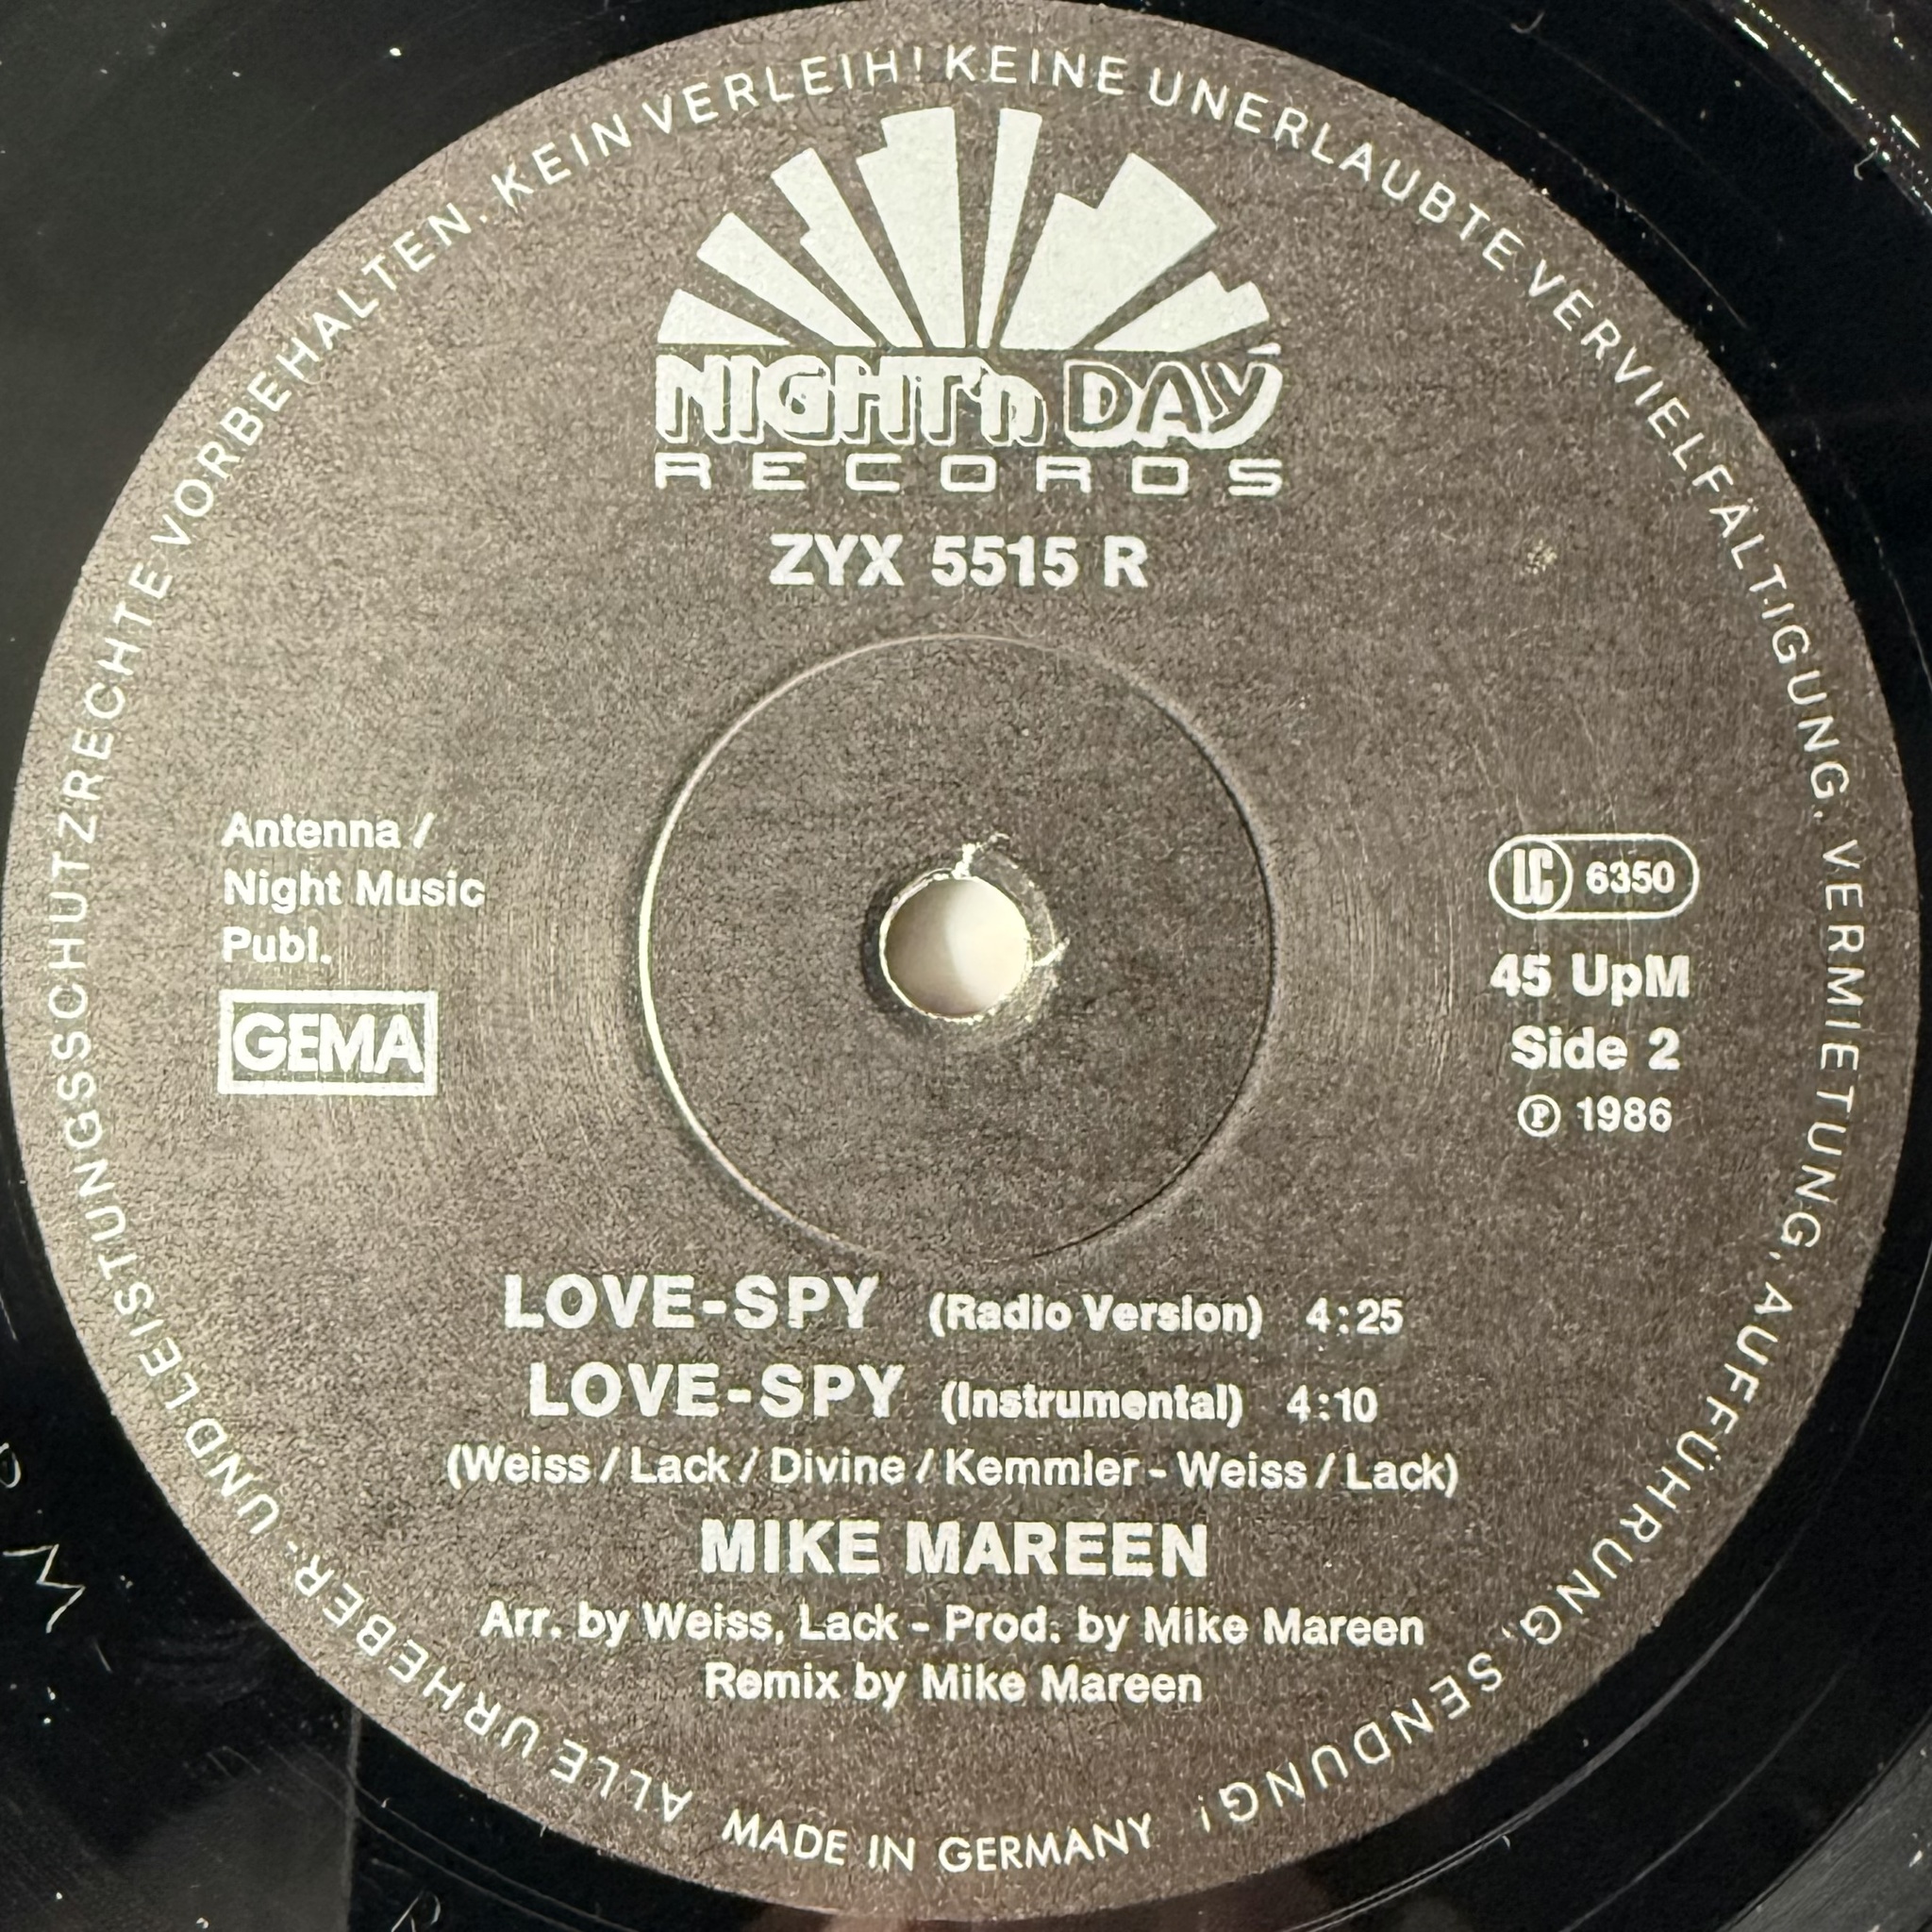 ALLE URHEBER- UND LEISTUNGSSCHUTZRECHTE VORBEHALTEN. KEIN VERLEIH! KEINE UNERLAUBTE VERVIELFÄLTIGUNG, VERMIETUNG, AUFFÜHRUNG, SENDUNG!
NIGHT'n DAY
RECORDS
ZYX 5515 R
Antenna /
Night Music
Publ.
GEMA
LC 6350
45 UpM
Side 2
℗ 1986
LOVE-SPY (Radio Version) 4:25
LOVE-SPY (Instrumental) 4:10
(Weiss / Lack / Divine / Kemmler - Weiss / Lack)
MIKE MAREEN
Arr. by Weiss, Lack - Prod. by Mike Mareen
Remix by Mike Mareen
MADE IN GERMANY